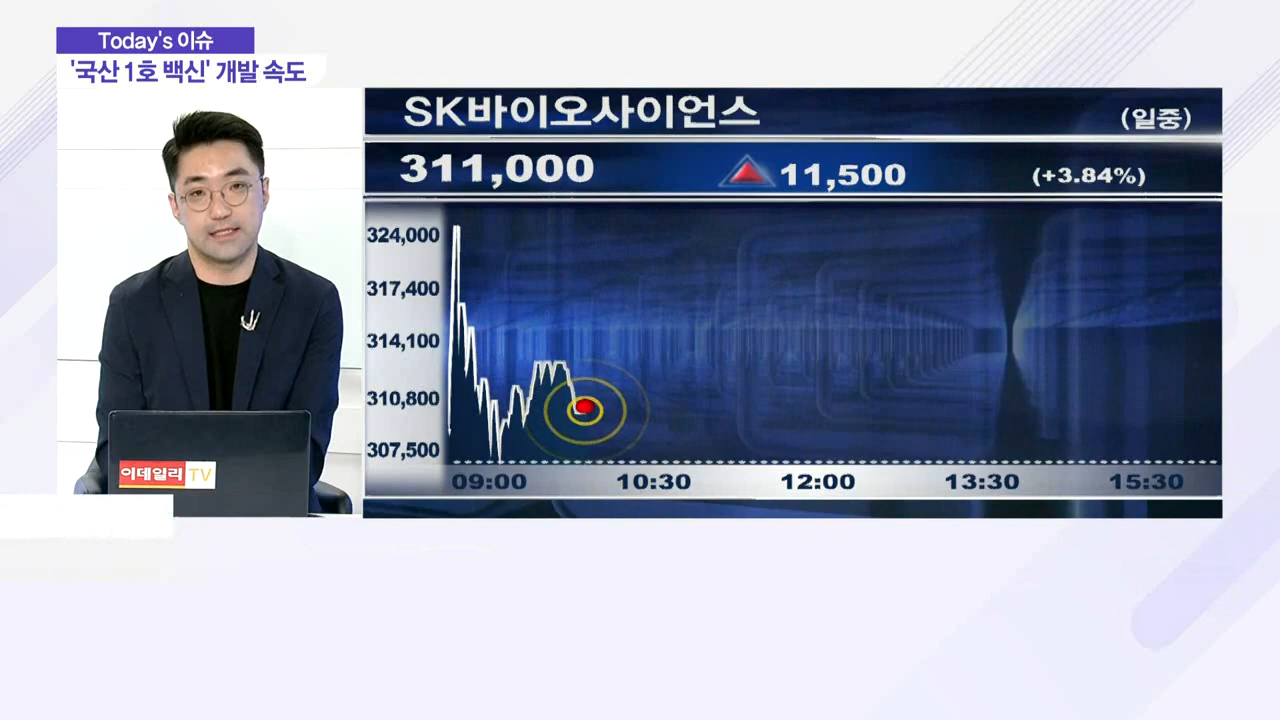 Today's 이슈
'국산 1호 백신' 개발 속도
SK바이오사이언스 (일중)
311,000 11,500 (+3.84%)
324,000
317,400
314,100
310,800
307,500
09:00 10:30 12:00 13:30 15:30
이데일리 TV